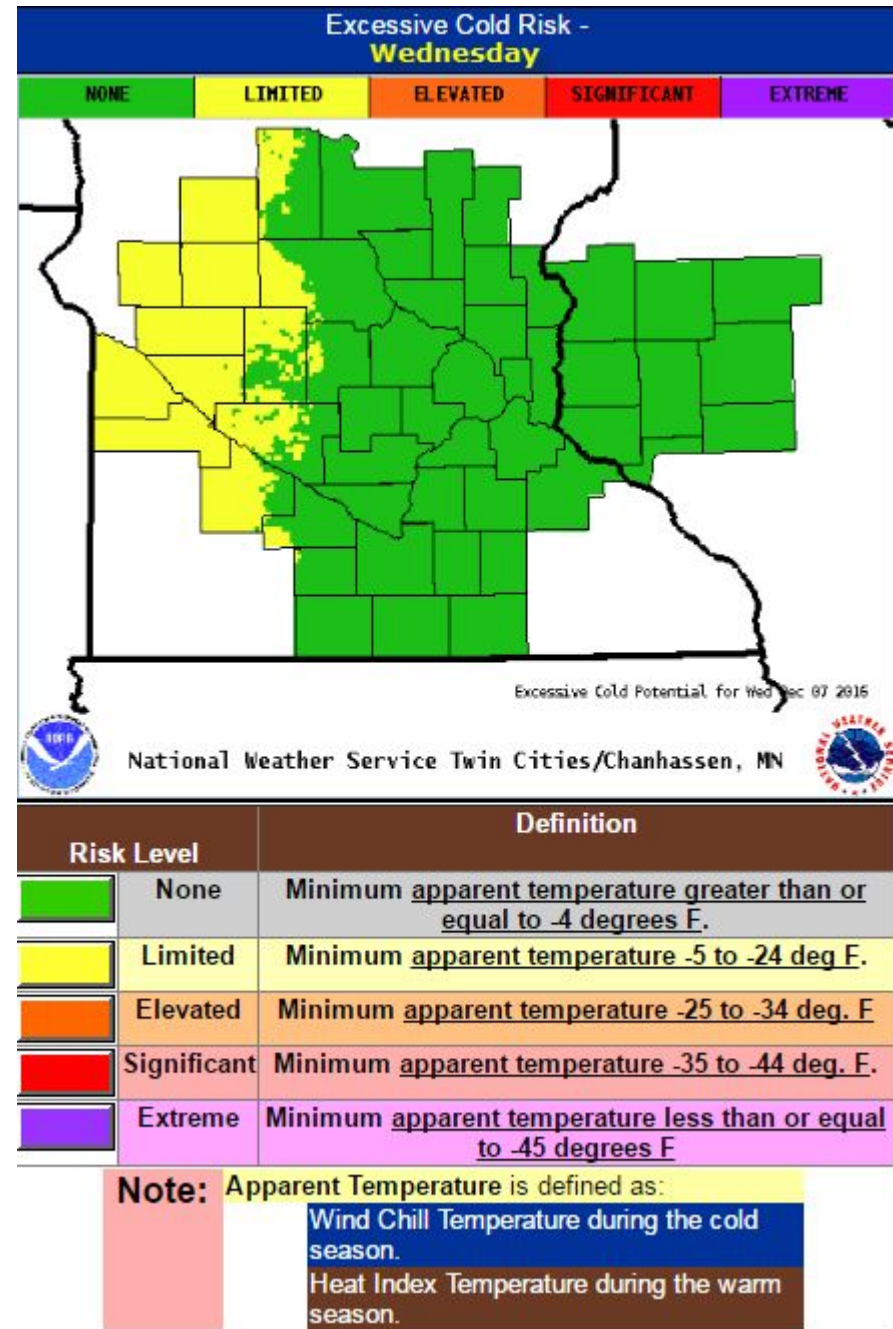 Excessive Cold Risk -
Wednesday
NONE LIMITED ELEVATED SIGNIFICANT EXTREME
Excessive Cold Potential for Wed Dec 07 2016
NOAA
National Weather Service Twin Cities/Chanhassen, MN
Risk Level
Definition
None
Minimum apparent temperature greater than or
equal to -4 degrees F.
Limited
Minimum apparent temperature -5 to -24 deg F.
Elevated
Minimum apparent temperature -25 to -34 deg. F
Significant
Minimum apparent temperature -35 to -44 deg. F.
Extreme
Minimum apparent temperature less than or equal
to -45 degrees F
Note:
Apparent Temperature is defined as:
Wind Chill Temperature during the cold
season.
Heat Index Temperature during the warm
season.